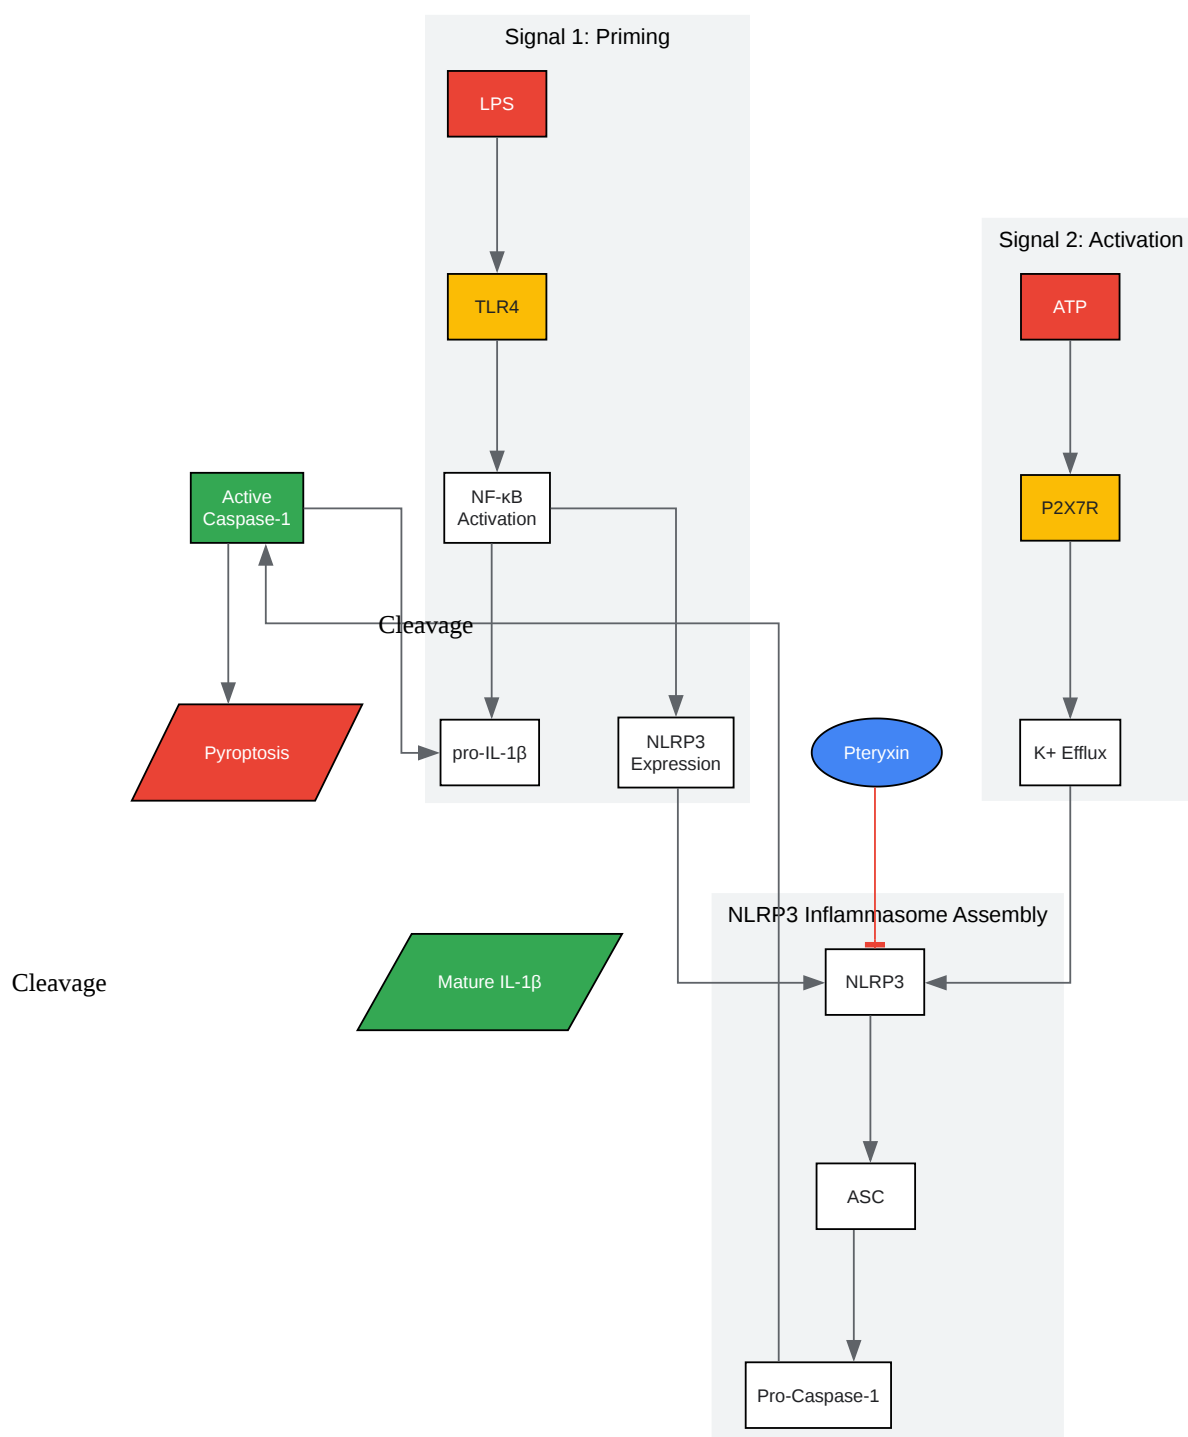 Signal 1: Priming
LPS
Signal 2: Activation
TLR4
ATP
Active
Caspase-1
NF-κB
Activation
P2X7R
Cleavage
Pyroptosis
pro-IL-1β
NLRP3
Expression
Pteryxin
K+ Efflux
NLRP3 Inflammasome Assembly
Cleavage
Mature IL-1β
NLRP3
ASC
Pro-Caspase-1